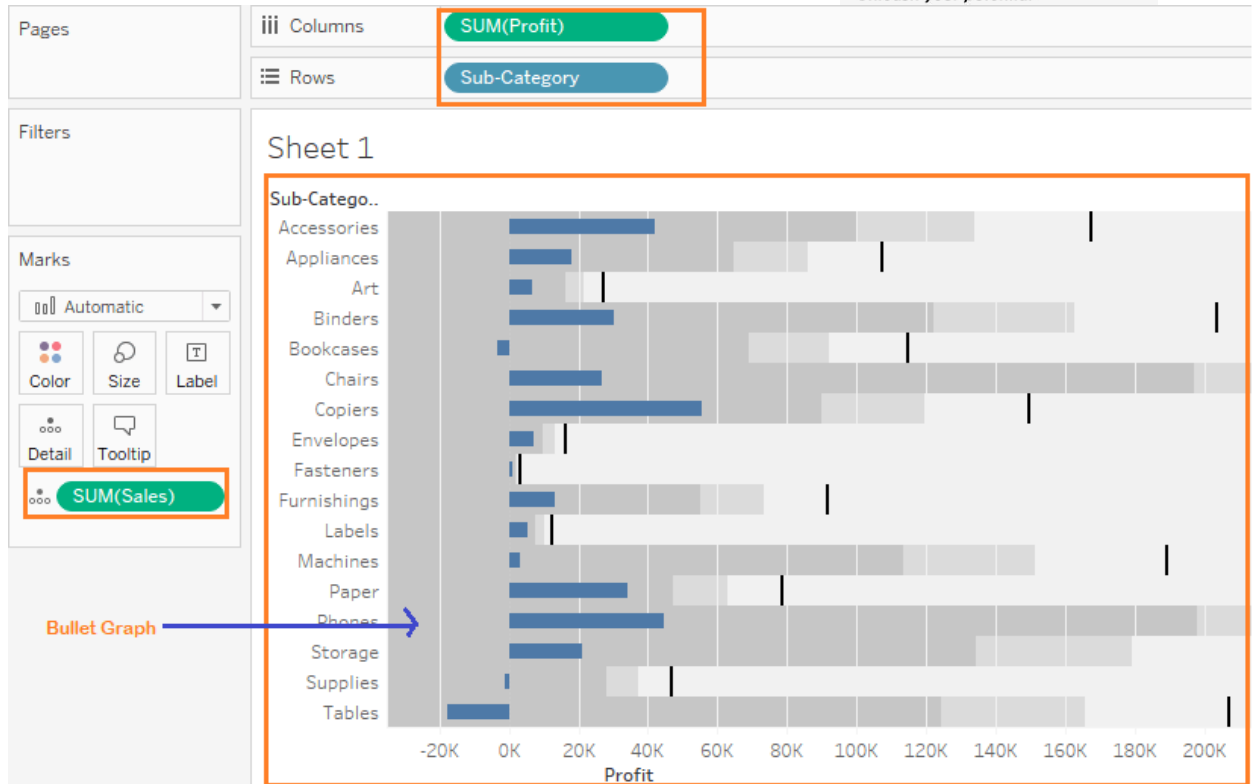 Pages
Columns
SUM(Profit)
Rows
Sub-Category
Filters
Sheet 1
Marks
Automatic
Color
Size
Label
Detail
Tooltip
SUM(Sales)
Bullet Graph
Sub-Catego..
Accessories
Appliances
Art
Binders
Bookcases
Chairs
Copiers
Envelopes
Fasteners
Furnishings
Labels
Machines
Paper
Phones
Storage
Supplies
Tables
-20K 0K 20K 40K 60K 80K 100K 120K 140K 160K 180K 200K
Profit